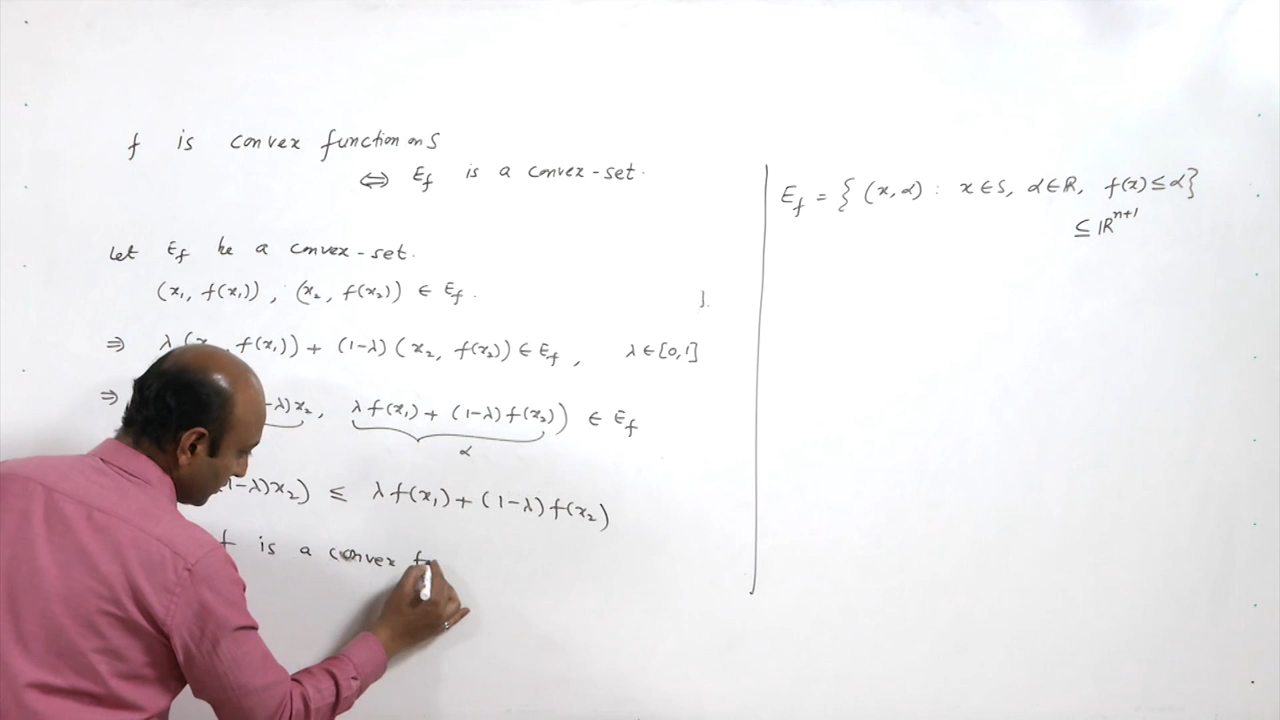 f is convex function on S
⇔ E_f is a convex-set.
Let E_f be a convex-set.
(x₁, f(x₁)), (x₂, f(x₂)) ∈ E_f.
⇒ λ( , f(x₁)) + (1-λ)(x₂, f(x₂)) ∈ E_f, λ∈[0,1]
⇒ -λ)x₂, λf(x₁) + (1-λ)f(x₂)) ∈ E_f
α
1-λ)x₂) ≤ λf(x₁) + (1-λ)f(x₂)
f is a convex
E_f = { (x, α) : x∈S, α∈R, f(x) ≤ α}
⊆ ℝⁿ⁺¹